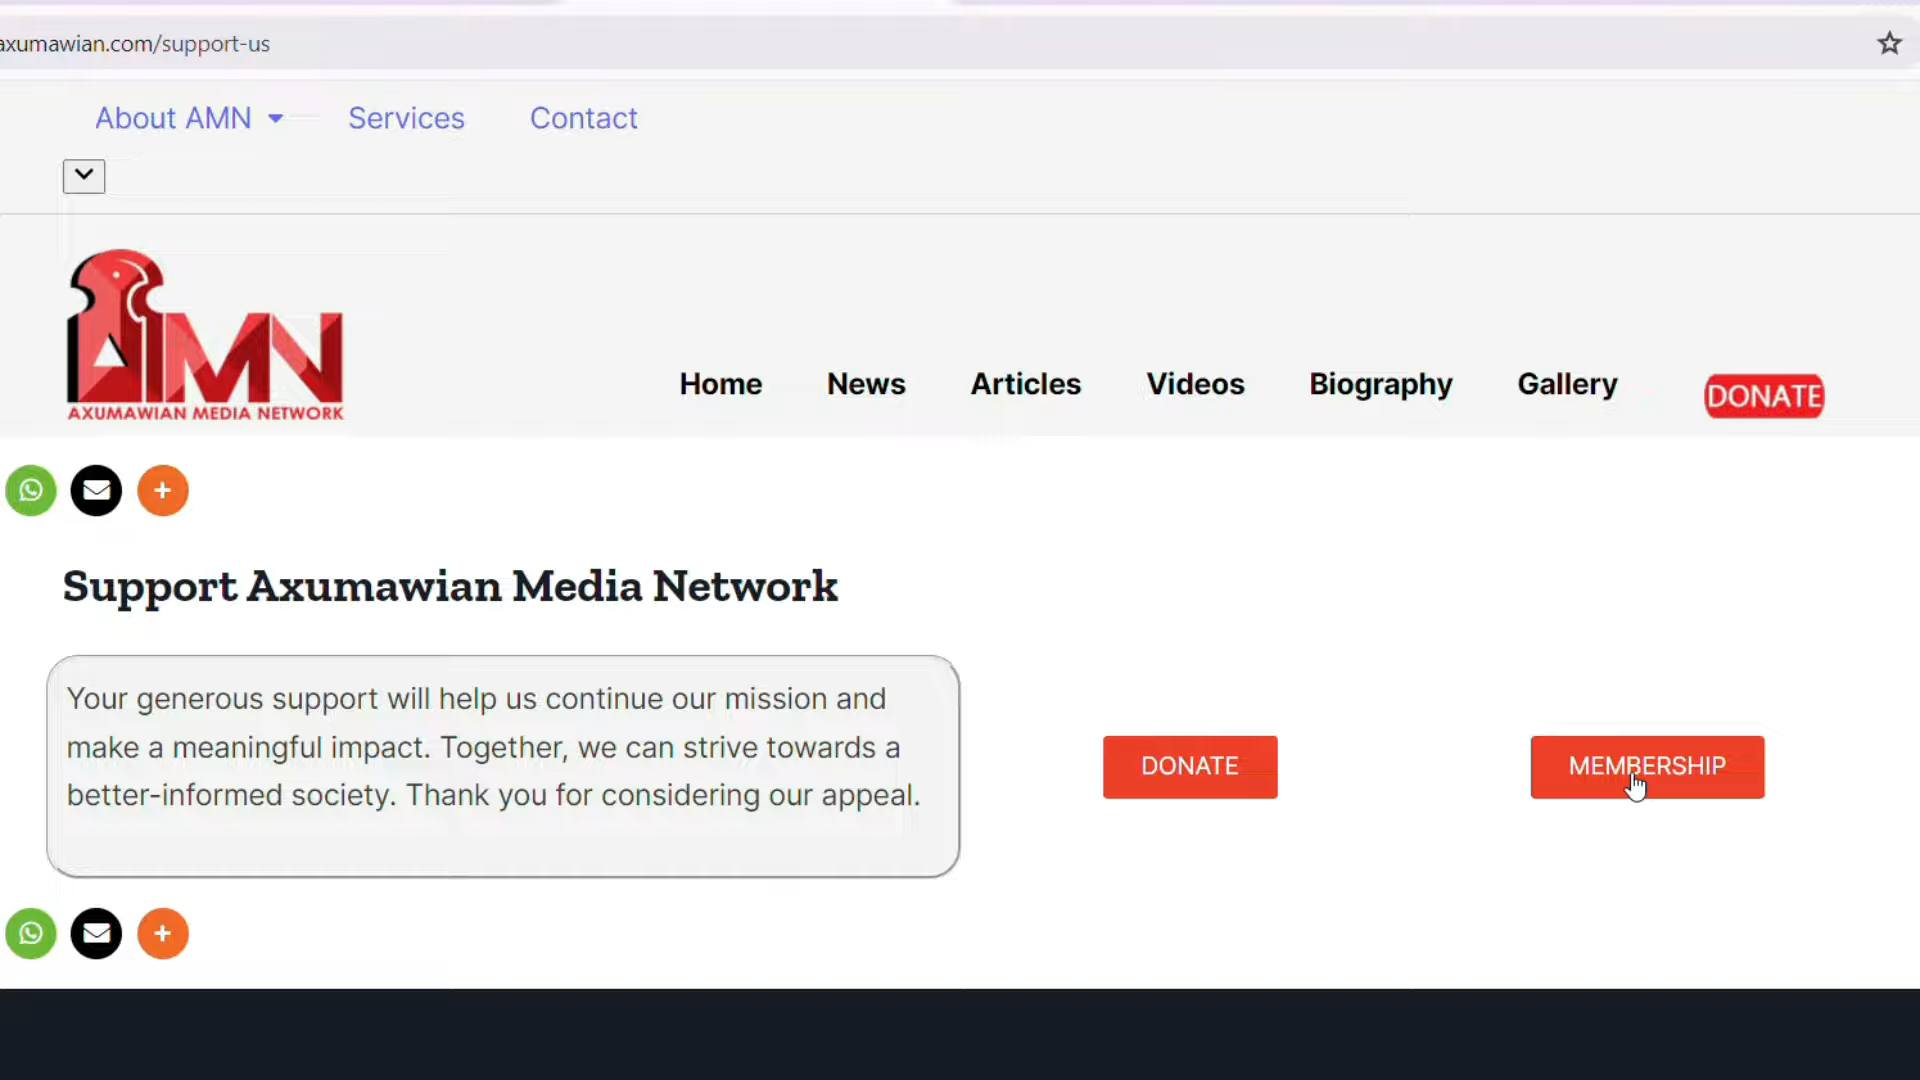 axumawian.com/support-us
About AMN
Services
Contact
AMN
AXUMAWIAN MEDIA NETWORK
Home
News
Articles
Videos
Biography
Gallery
DONATE
Support Axumawian Media Network
Your generous support will help us continue our mission and
make a meaningful impact. Together, we can strive towards a
better-informed society. Thank you for considering our appeal.
DONATE
MEMBERSHIP